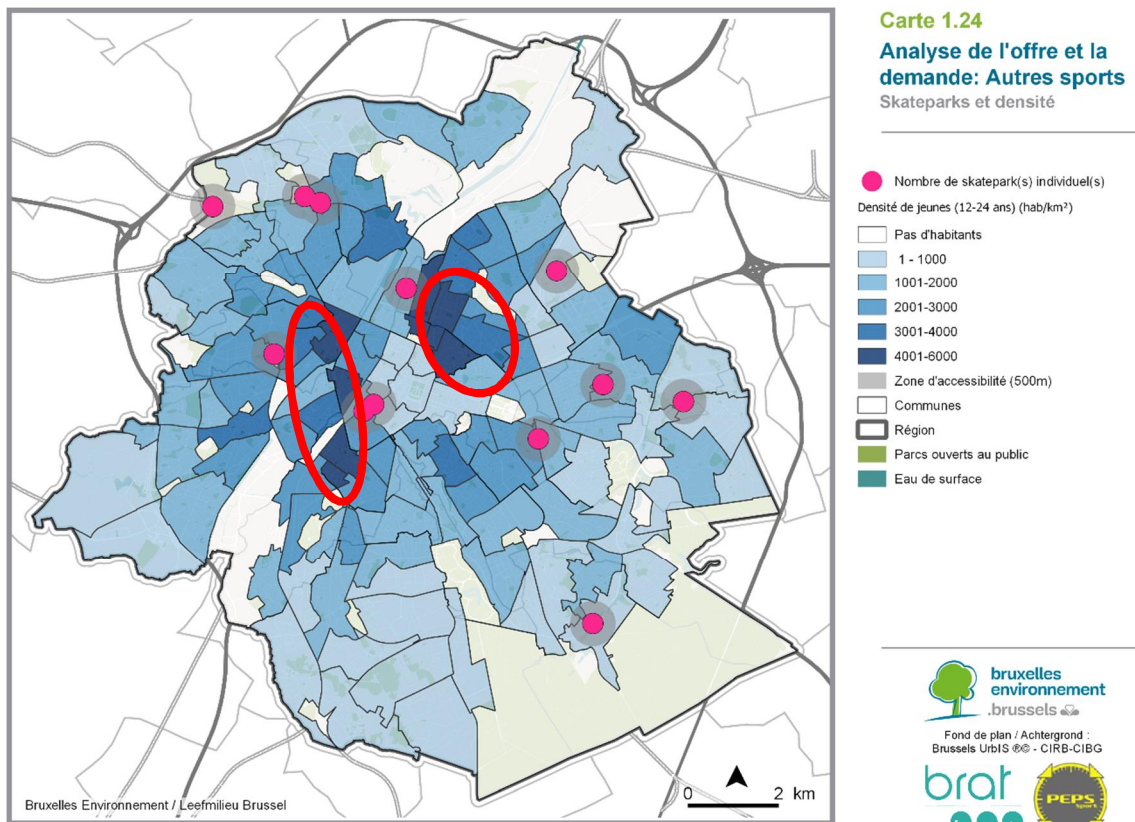 Carte 1.24
Analyse de l'offre et la
demande: Autres sports
Skateparks et densité
Nombre de skatepark(s) individuel(s)
Densité de jeunes (12-24 ans) (hab/km²)
Pas d'habitants
1 - 1000
1001-2000
2001-3000
3001-4000
4001-6000
Zone d'accessibilité (500m)
Communes
Région
Parcs ouverts au public
Eau de surface
bruxelles
environnement
.brussels
Fond de plan / Achtergrond :
Brussels UrbIS ®© - CIRB-CIBG
brat
PEPS
Sport
Bruxelles Environnement / Leefmilieu Brussel
0 2 km